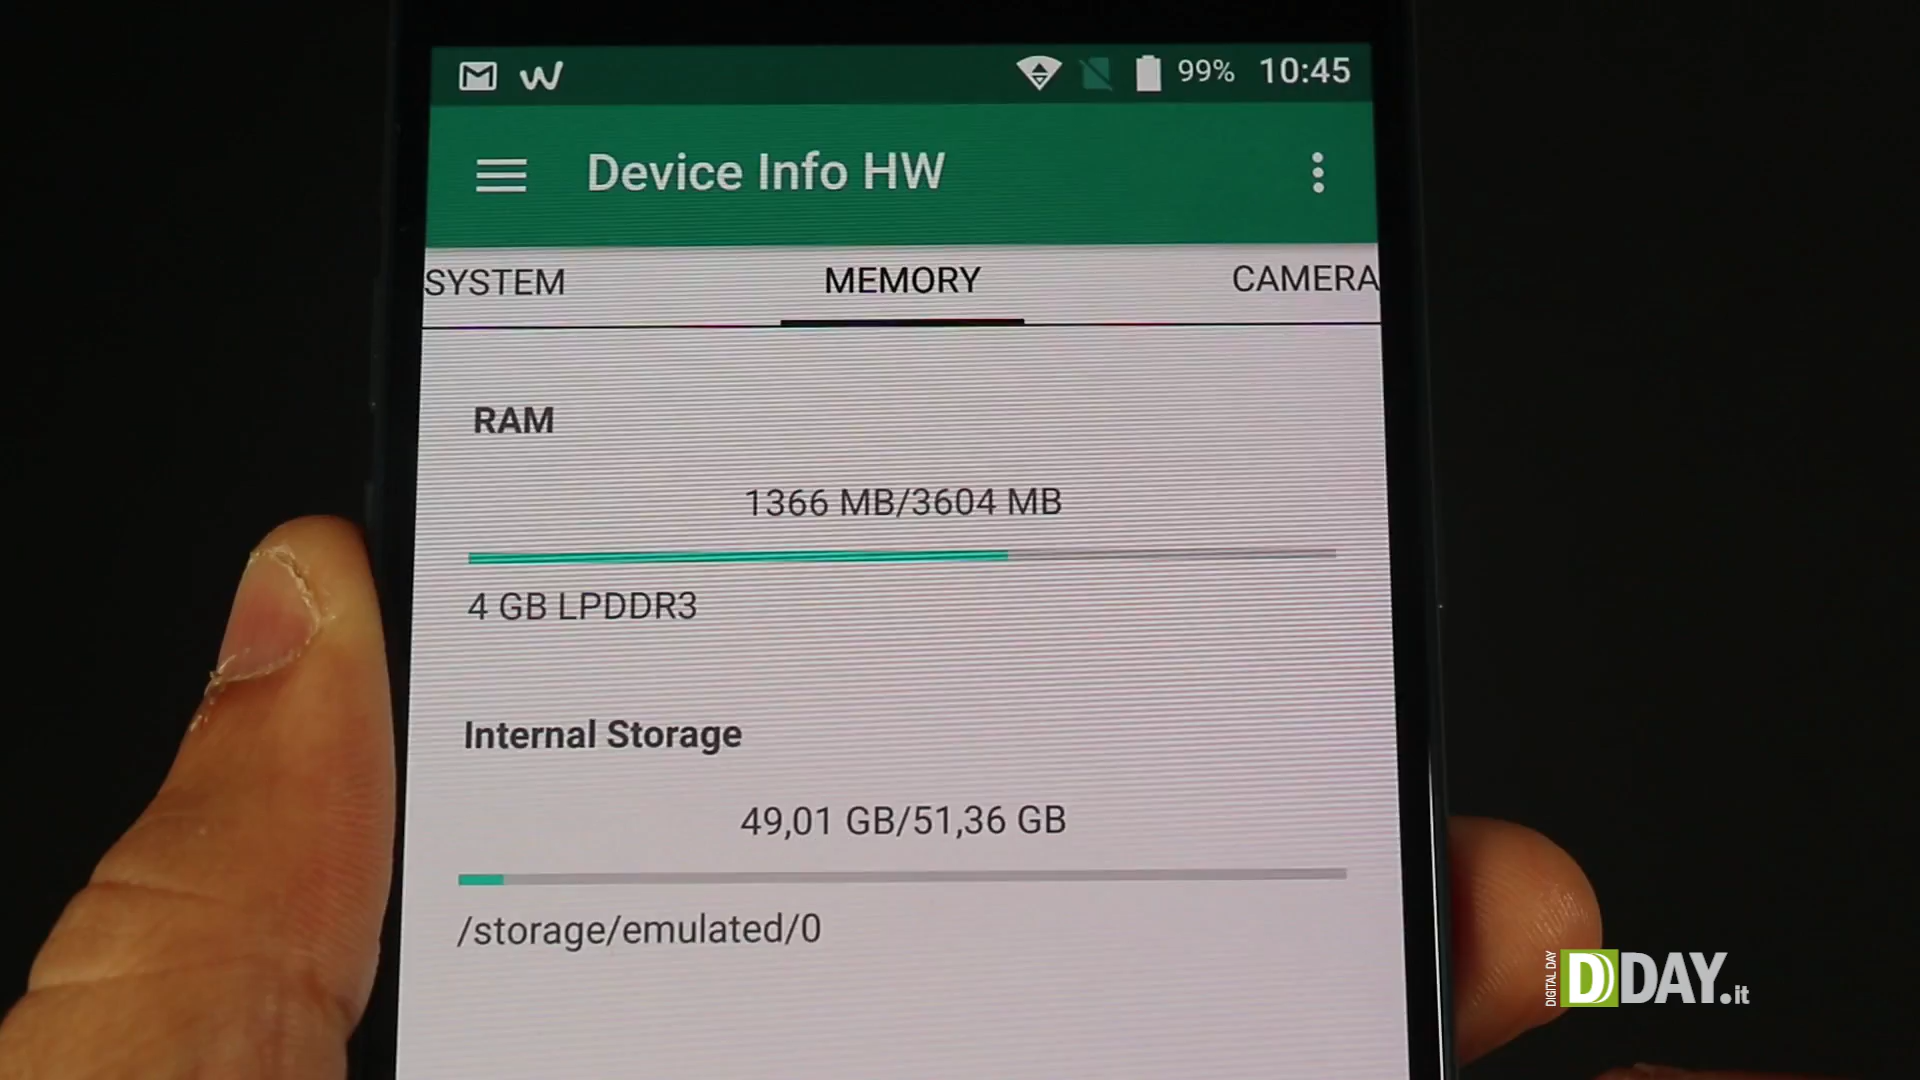 99% 10:45
Device Info HW
SYSTEM MEMORY CAMERA
RAM
1366 MB/3604 MB
4 GB LPDDR3
Internal Storage
49,01 GB/51,36 GB
/storage/emulated/0
DIGITAL DAY
DDAY.it